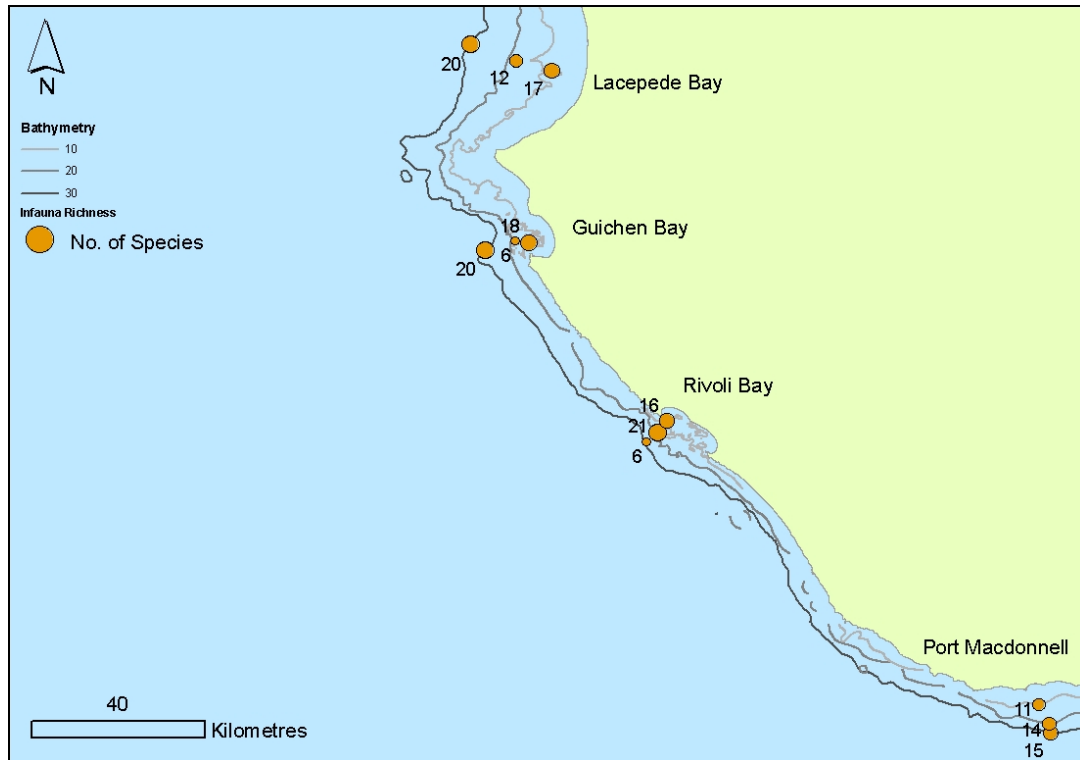 N
Bathymetry
10
20
30
Infauna Richness
No. of Species
20
12
17
Lacepede Bay
18
Guichen Bay
6
20
Rivoli Bay
16
21
6
Port Macdonnell
11
14
15
40
Kilometres